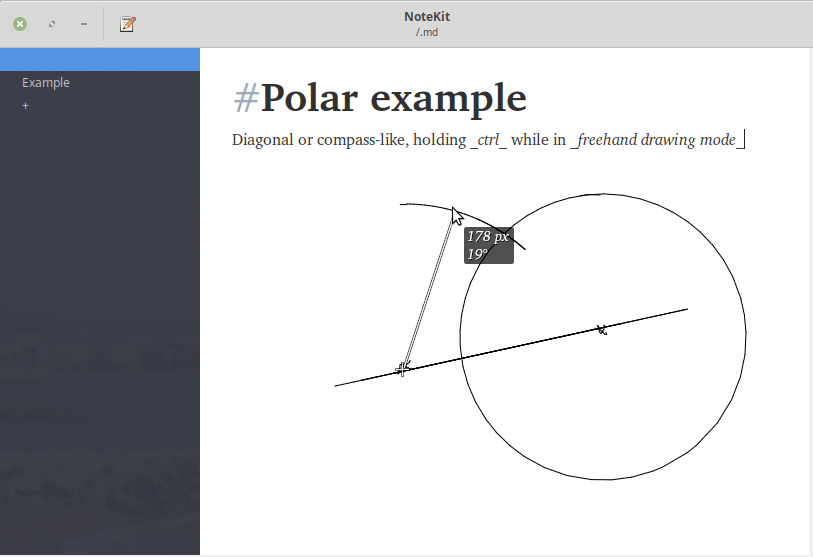 NoteKit
/.md
Example
+
#Polar example
Diagonal or compass-like, holding _ctrl_ while in _freehand drawing mode_
178 px
19°